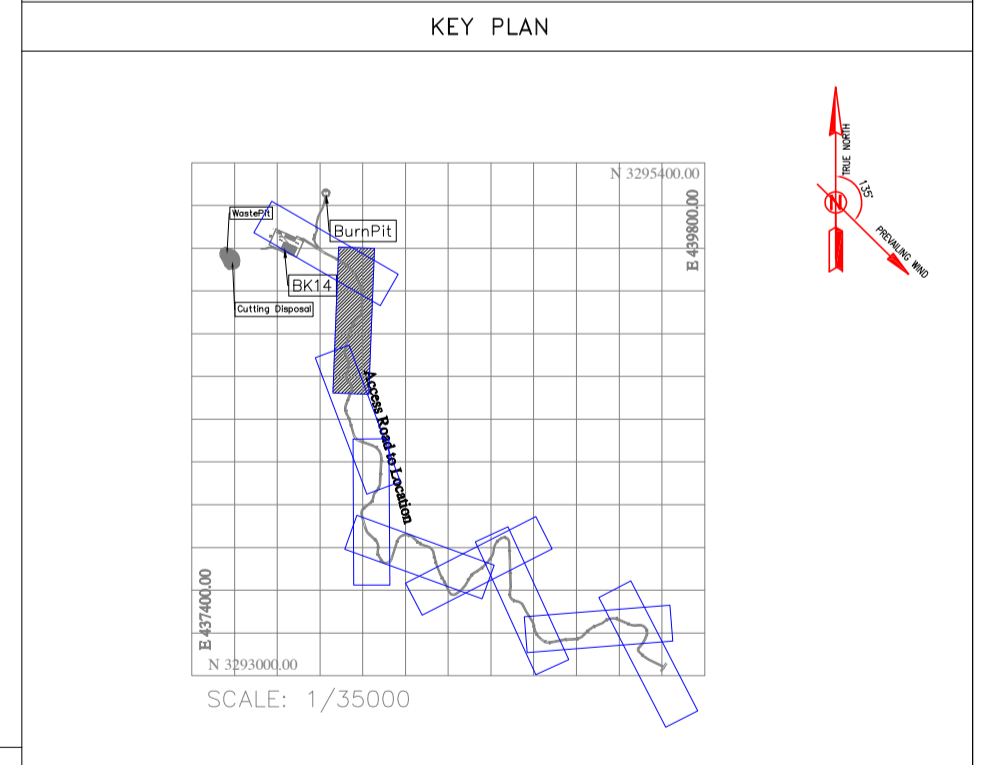 KEY PLAN
N 3295400.00
E 439800.00
TRUE NORTH
135°
N
PREVAILING WIND
WastePit
BurnPit
BK14
Cutting Disposal
Access Road to Location
E 437400.00
N 3293000.00
SCALE: 1/35000